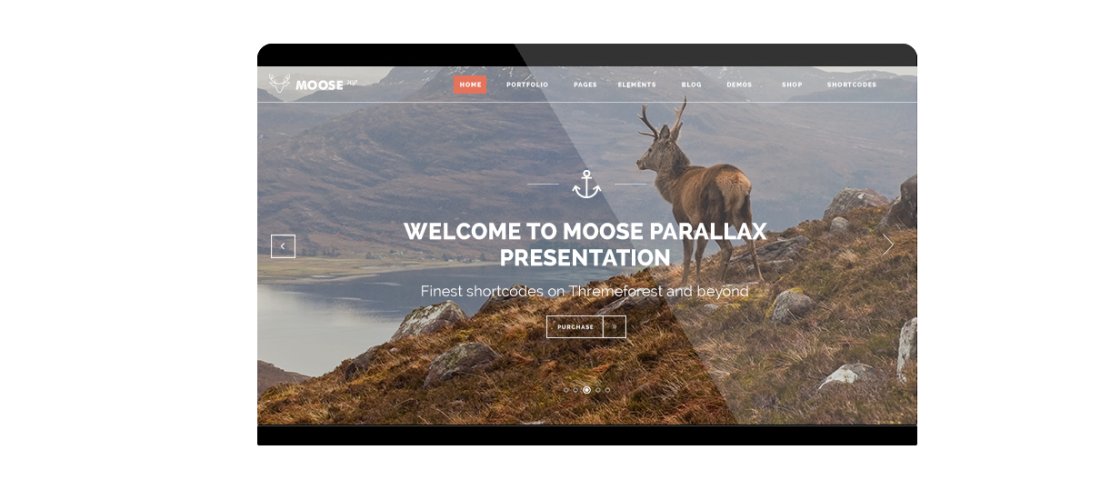 MOOSE
HOME PORTFOLIO PAGES ELEMENTS BLOG DEMOS SHOP SHORTCODES
WELCOME TO MOOSE PARALLAX
PRESENTATION
Finest shortcodes on Thremeforest and beyond
PURCHASE